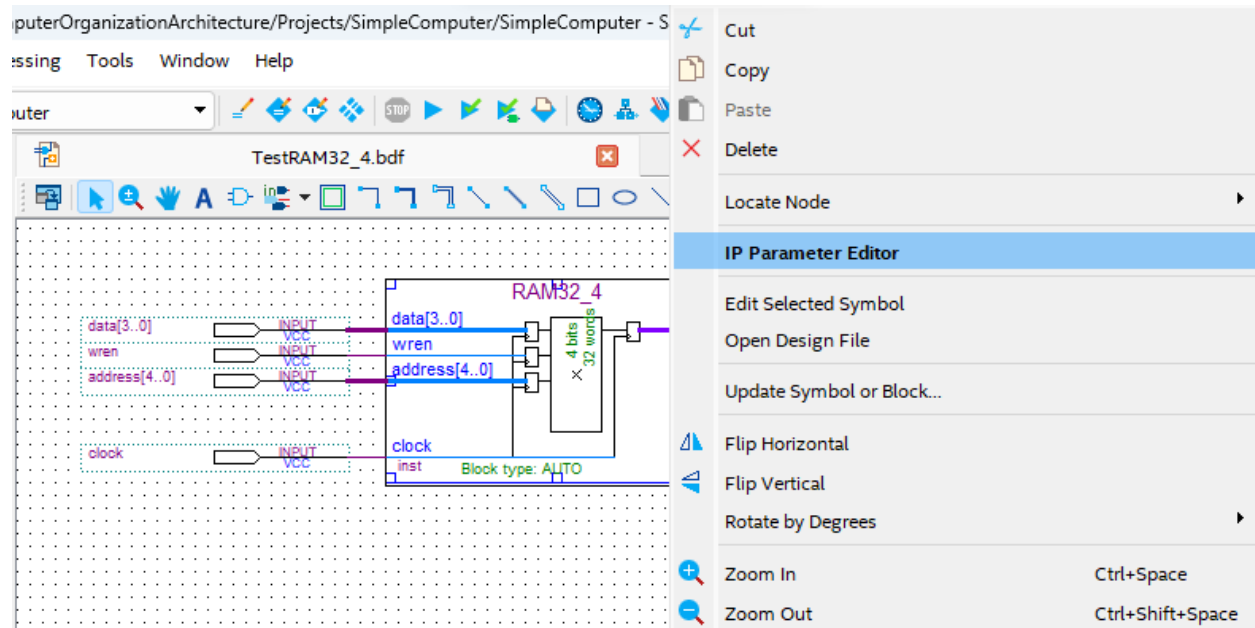 puterOrganizationArchitecture/Projects/SimpleComputer/SimpleComputer - S
essing Tools Window Help
outer
STOP
TestRAM32_4.bdf
A
in
RAM32_4
data[3..0] INPUT VCC data[3..0]
wren INPUT VCC wren
address[4..0] INPUT VCC address[4..0]
4 bits
32 words
clock INPUT VCC clock
inst Block type: AUTO
Cut
Copy
Paste
Delete
Locate Node
IP Parameter Editor
Edit Selected Symbol
Open Design File
Update Symbol or Block...
Flip Horizontal
Flip Vertical
Rotate by Degrees
Zoom In Ctrl+Space
Zoom Out Ctrl+Shift+Space